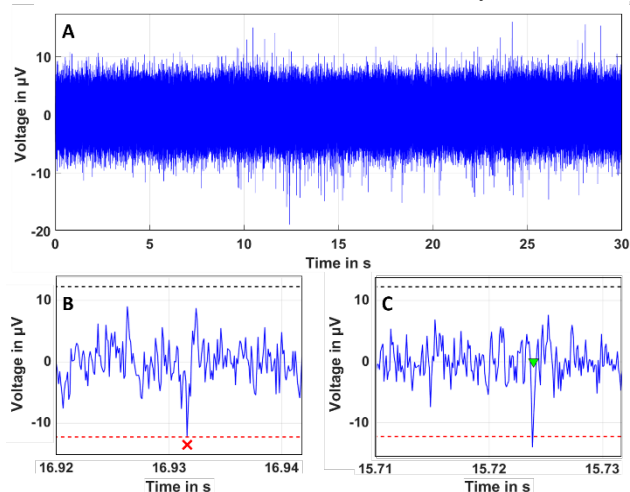 A
Voltage in µV
10
0
-10
-20
0 5 10 15 20 25 30
Time in s
B
Voltage in µV
10
0
-10
16.92 16.93 16.94
Time in s
C
Voltage in µV
10
0
-10
15.71 15.72 15.73
Time in s